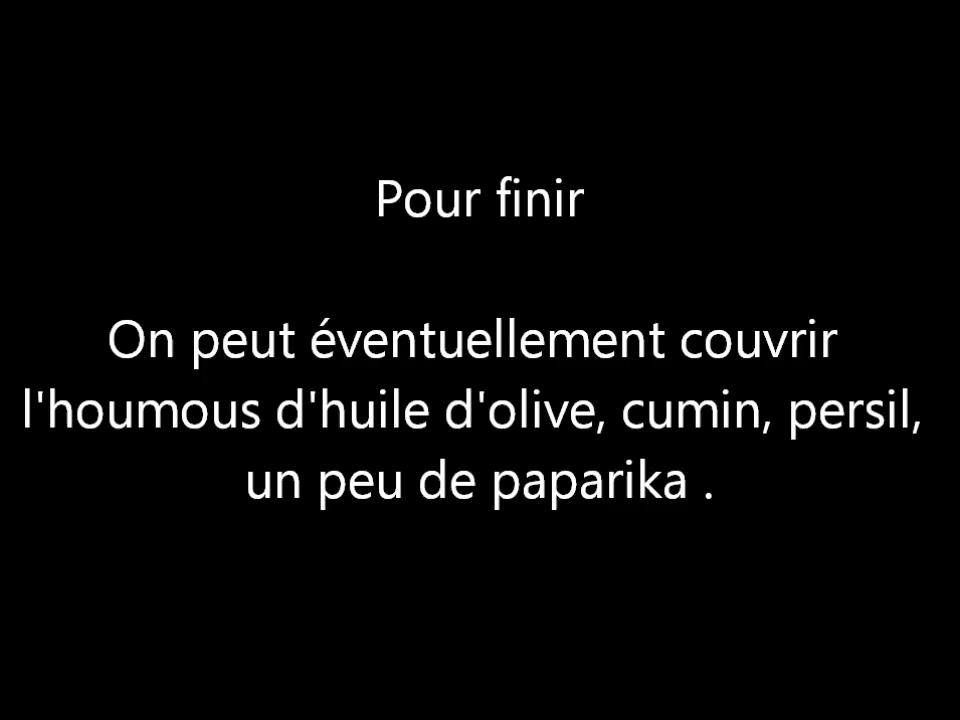 Pour finir
On peut éventuellement couvrir
l'houmous d'huile d'olive, cumin, persil,
un peu de paparika .